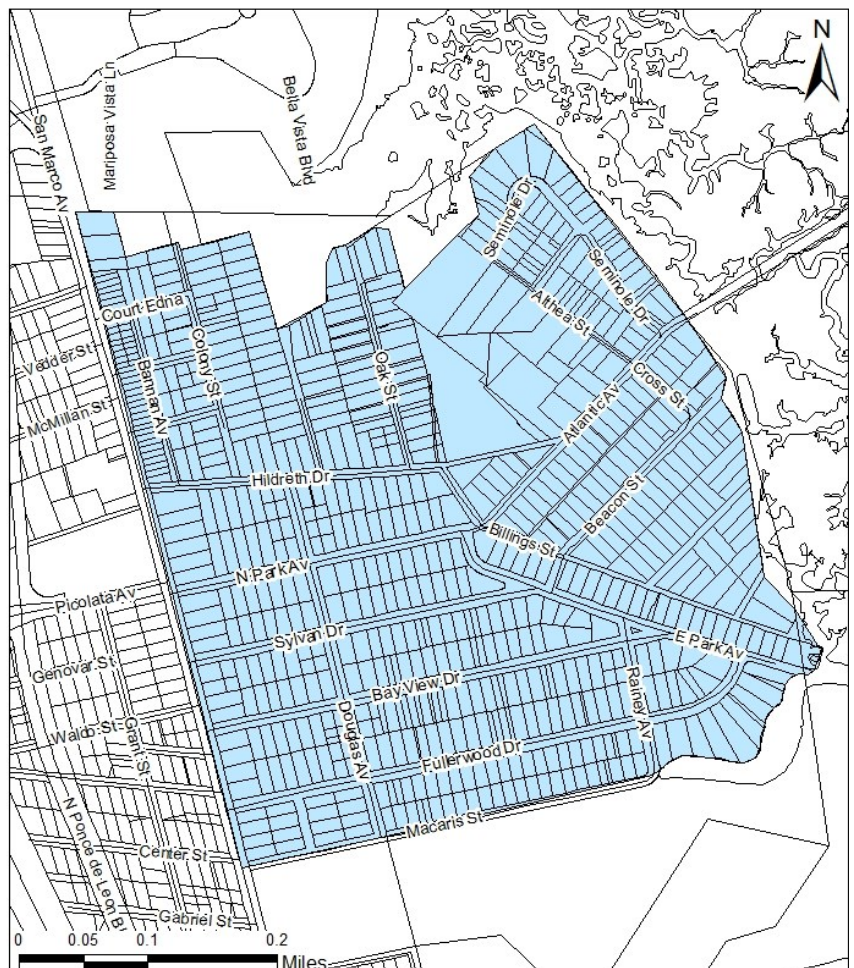 N
Mariposa Vista Ln
Bella Vista Blvd
San Marco Av
Seminole Dr
Seminole Dr
Court Edna
Althea St
Vedder St
Colony St
Oak St
Banyan Av
Cross St
Atlantic Av
McMillan St
Hildreth Dr
Beacon St
Billings St
N Park Av
Picolata Av
Sylvan Dr
E Park Av
Genovar St
Bay View Dr
Rainey Av
Waldo St
Grant St
Douglas Av
Fullerwood Dr
Macaris St
N Ponce de Leon Bl
Center St
Gabriel St
0 0.05 0.1 0.2
Miles